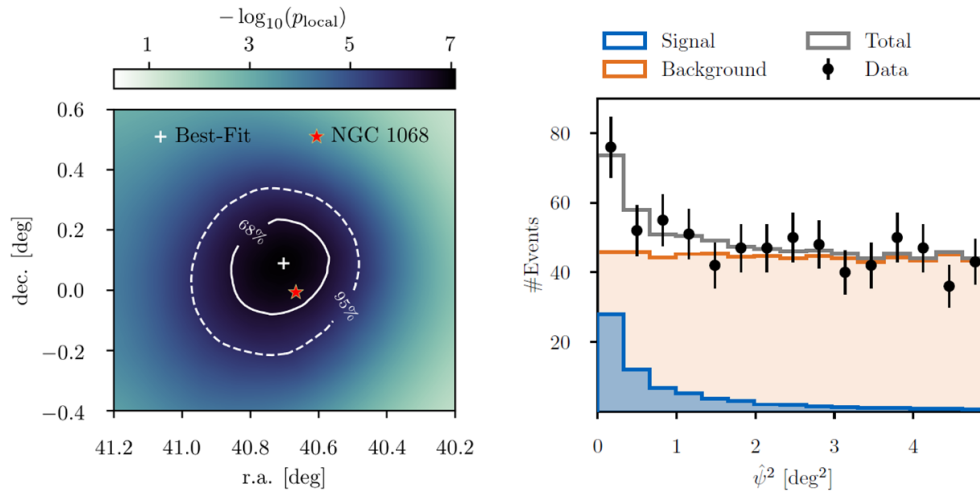 − log₁₀(p_local)
1 3 5 7
Best-Fit NGC 1068
68%
95%
0.6
0.4
0.2
0.0
−0.2
−0.4
dec. [deg]
41.2 41.0 40.8 40.6 40.4 40.2
r.a. [deg]
Signal Total
Background Data
80
60
40
20
#Events
0 1 2 3 4
ψ̂² [deg²]